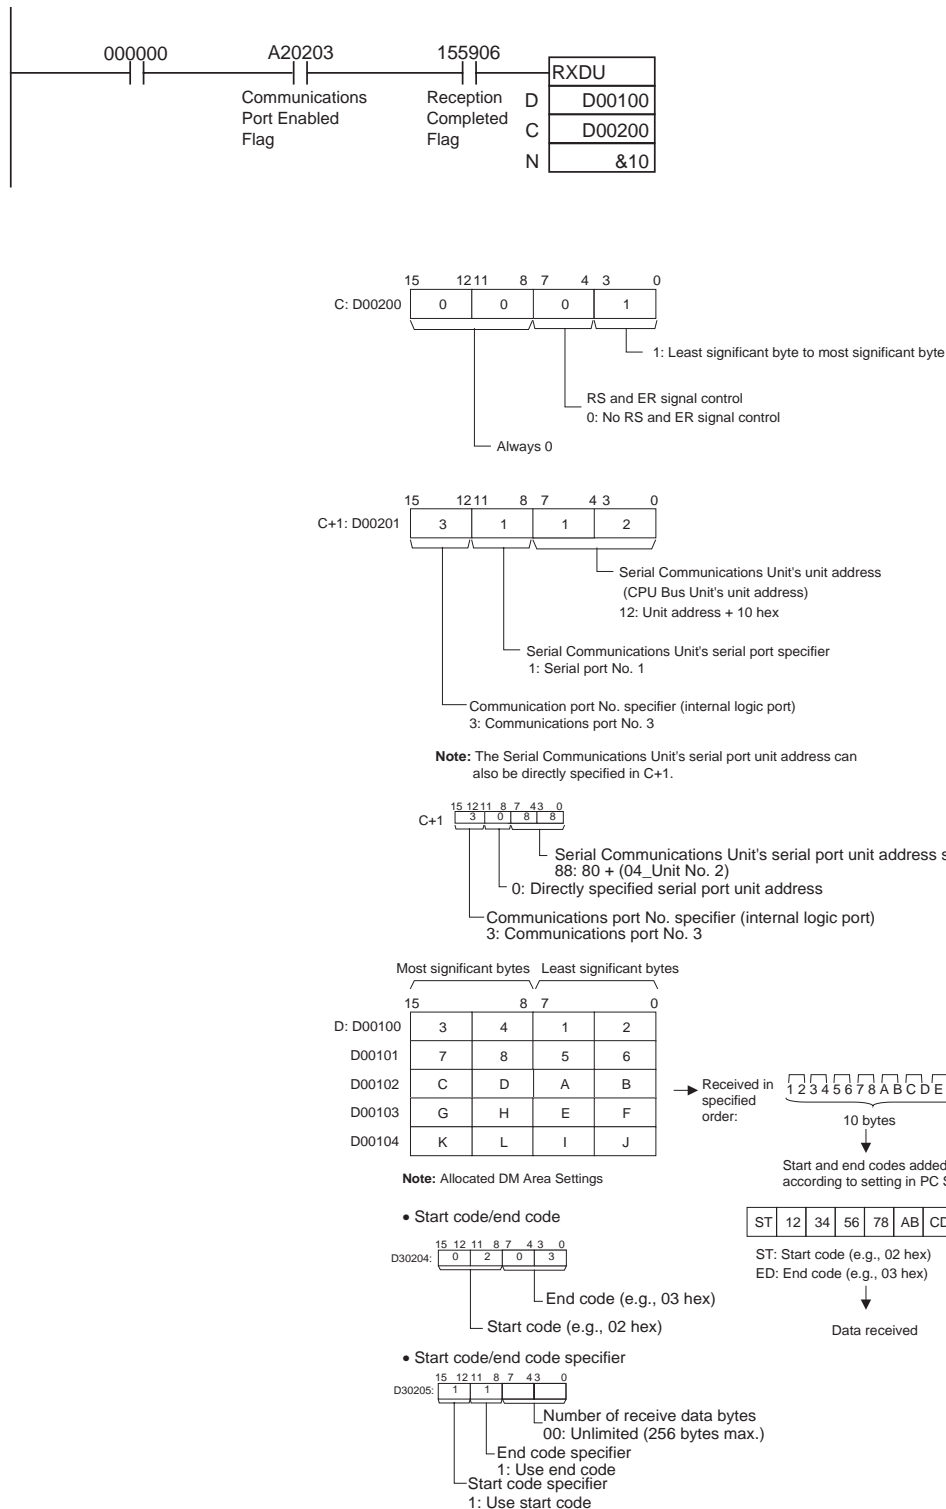 000000 A20203 155906
RXDU
Communications Port Enabled Flag
Reception Completed Flag
D D00100
C D00200
N &10
15 12 11 8 7 4 3 0
C: D00200 0 0 0 1
1: Least significant byte to most significant byte
RS and ER signal control
0: No RS and ER signal control
Always 0
15 12 11 8 7 4 3 0
C+1: D00201 3 1 1 2
Serial Communications Unit's unit address
(CPU Bus Unit's unit address)
12: Unit address + 10 hex
Serial Communications Unit's serial port specifier
1: Serial port No. 1
Communication port No. specifier (internal logic port)
3: Communications port No. 3
Note: The Serial Communications Unit's serial port unit address can
also be directly specified in C+1.
15 12 11 8 7 4 3 0
C+1 3 0 8 8
Serial Communications Unit's serial port unit address
88: 80 + (04_Unit No. 2)
0: Directly specified serial port unit address
Communications port No. specifier (internal logic port)
3: Communications port No. 3
Most significant bytes Least significant bytes
15 8 7 0
D: D00100 3 4 1 2
D00101 7 8 5 6
D00102 C D A B
D00103 G H E F
D00104 K L I J
Received in
specified
order:
1 2 3 4 5 6 7 8 A B C D E
10 bytes
Start and end codes added
according to setting in PC
ST 12 34 56 78 AB CD
ST: Start code (e.g., 02 hex)
ED: End code (e.g., 03 hex)
Data received
Note: Allocated DM Area Settings
• Start code/end code
15 12 11 8 7 4 3 0
D30204: 0 2 0 3
End code (e.g., 03 hex)
Start code (e.g., 02 hex)
• Start code/end code specifier
15 12 11 8 7 4 3 0
D30205: 1 1
Number of receive data bytes
00: Unlimited (256 bytes max.)
End code specifier
1: Use end code
Start code specifier
1: Use start code